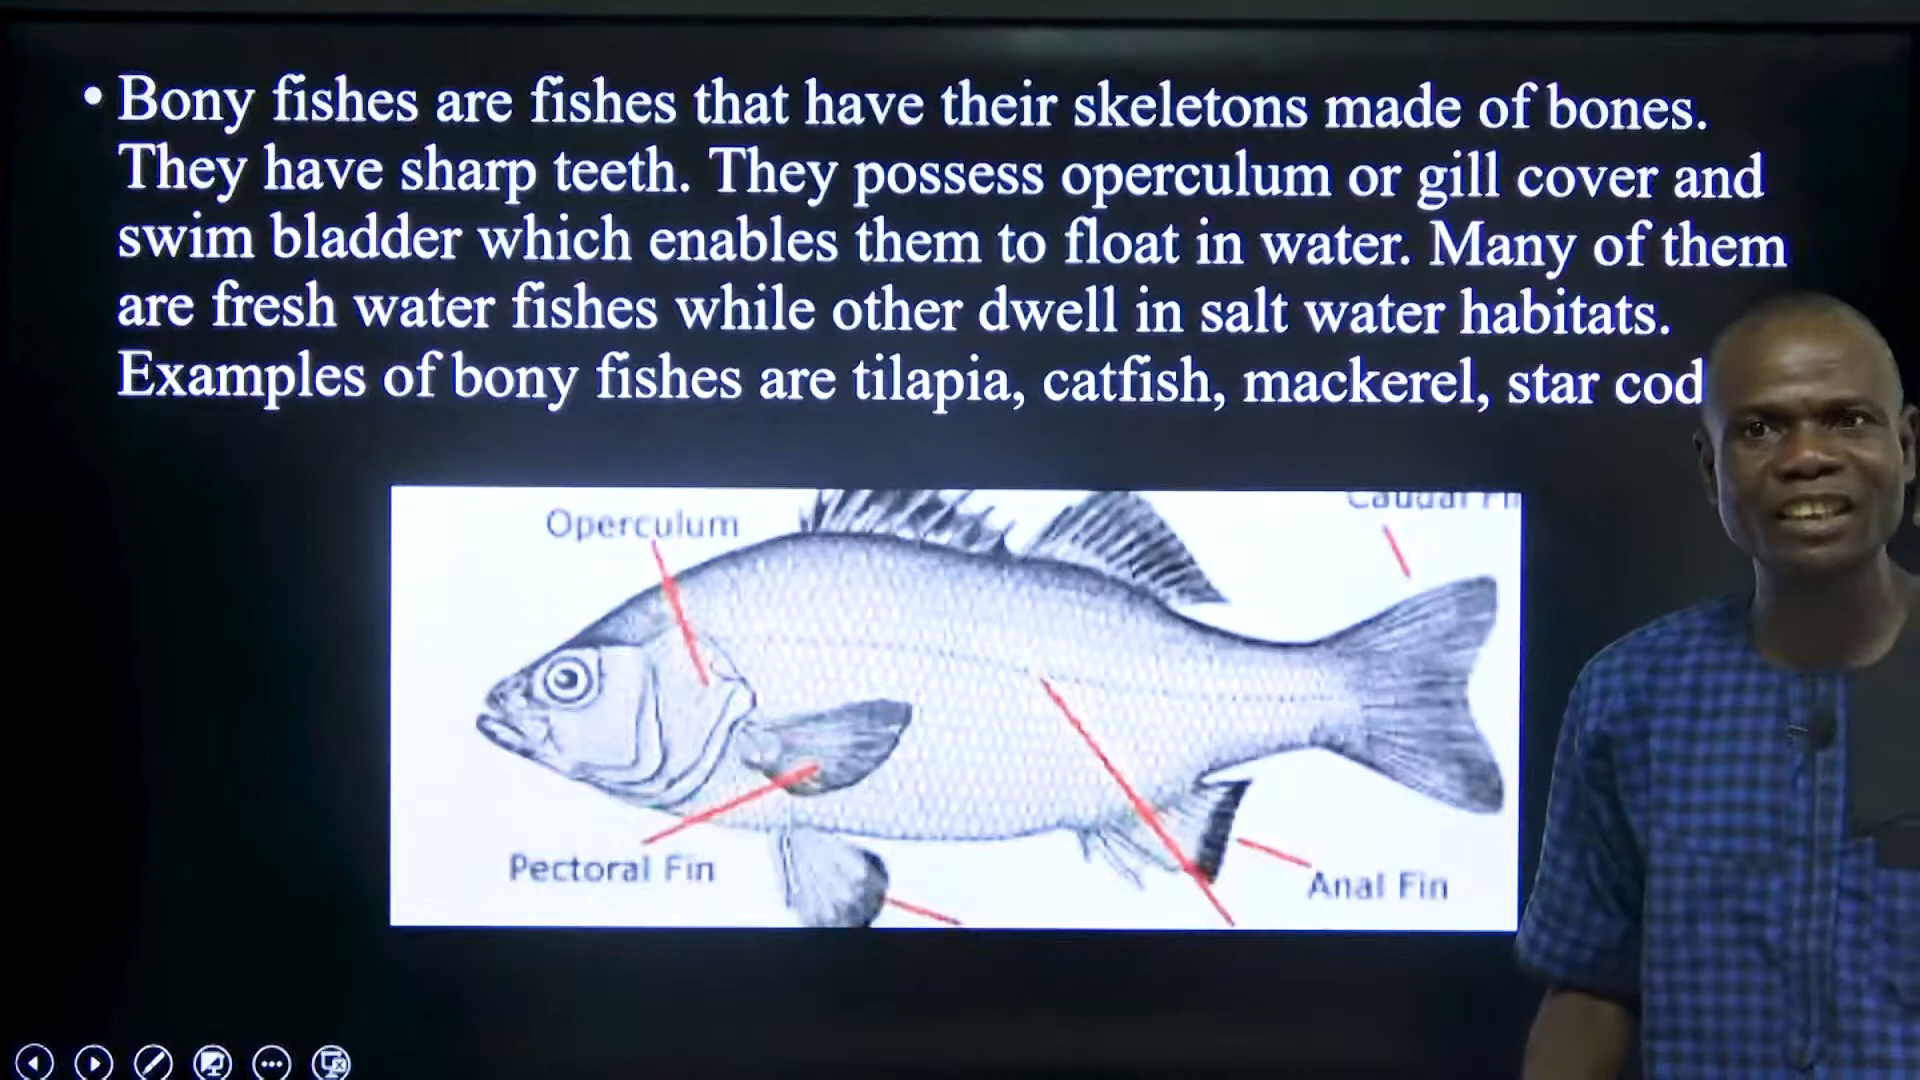 • Bony fishes are fishes that have their skeletons made of bones.
They have sharp teeth. They possess operculum or gill cover and
swim bladder which enables them to float in water. Many of them
are fresh water fishes while other dwell in salt water habitats.
Examples of bony fishes are tilapia, catfish, mackerel, star cod
Caudal Fin
Operculum
Pectoral Fin
Anal Fin